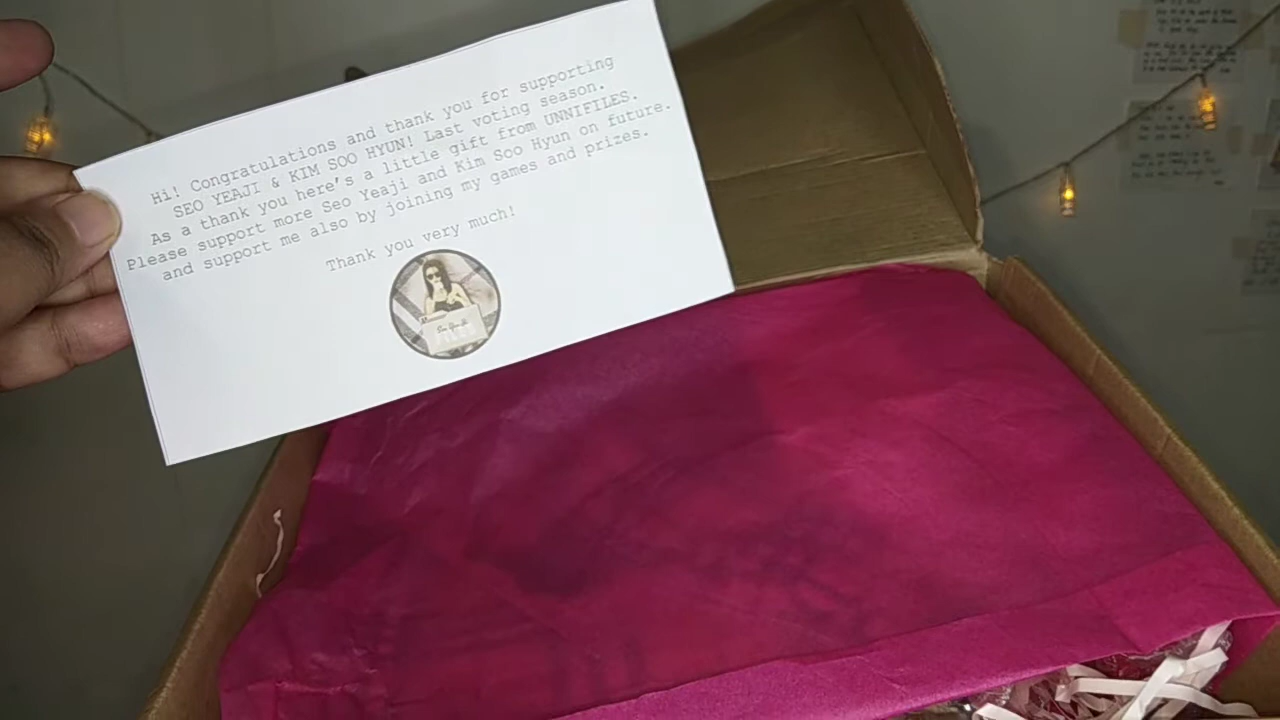 Hi! Congratulations and thank you for supporting
SEO YEAJI & KIM SOO HYUN! Last voting season.
As a thank you here's a little gift from UNNIFILES.
Please support more Seo Yeaji and Kim Soo Hyun on future.
and support me also by joining my games and prizes.
Thank you very much!